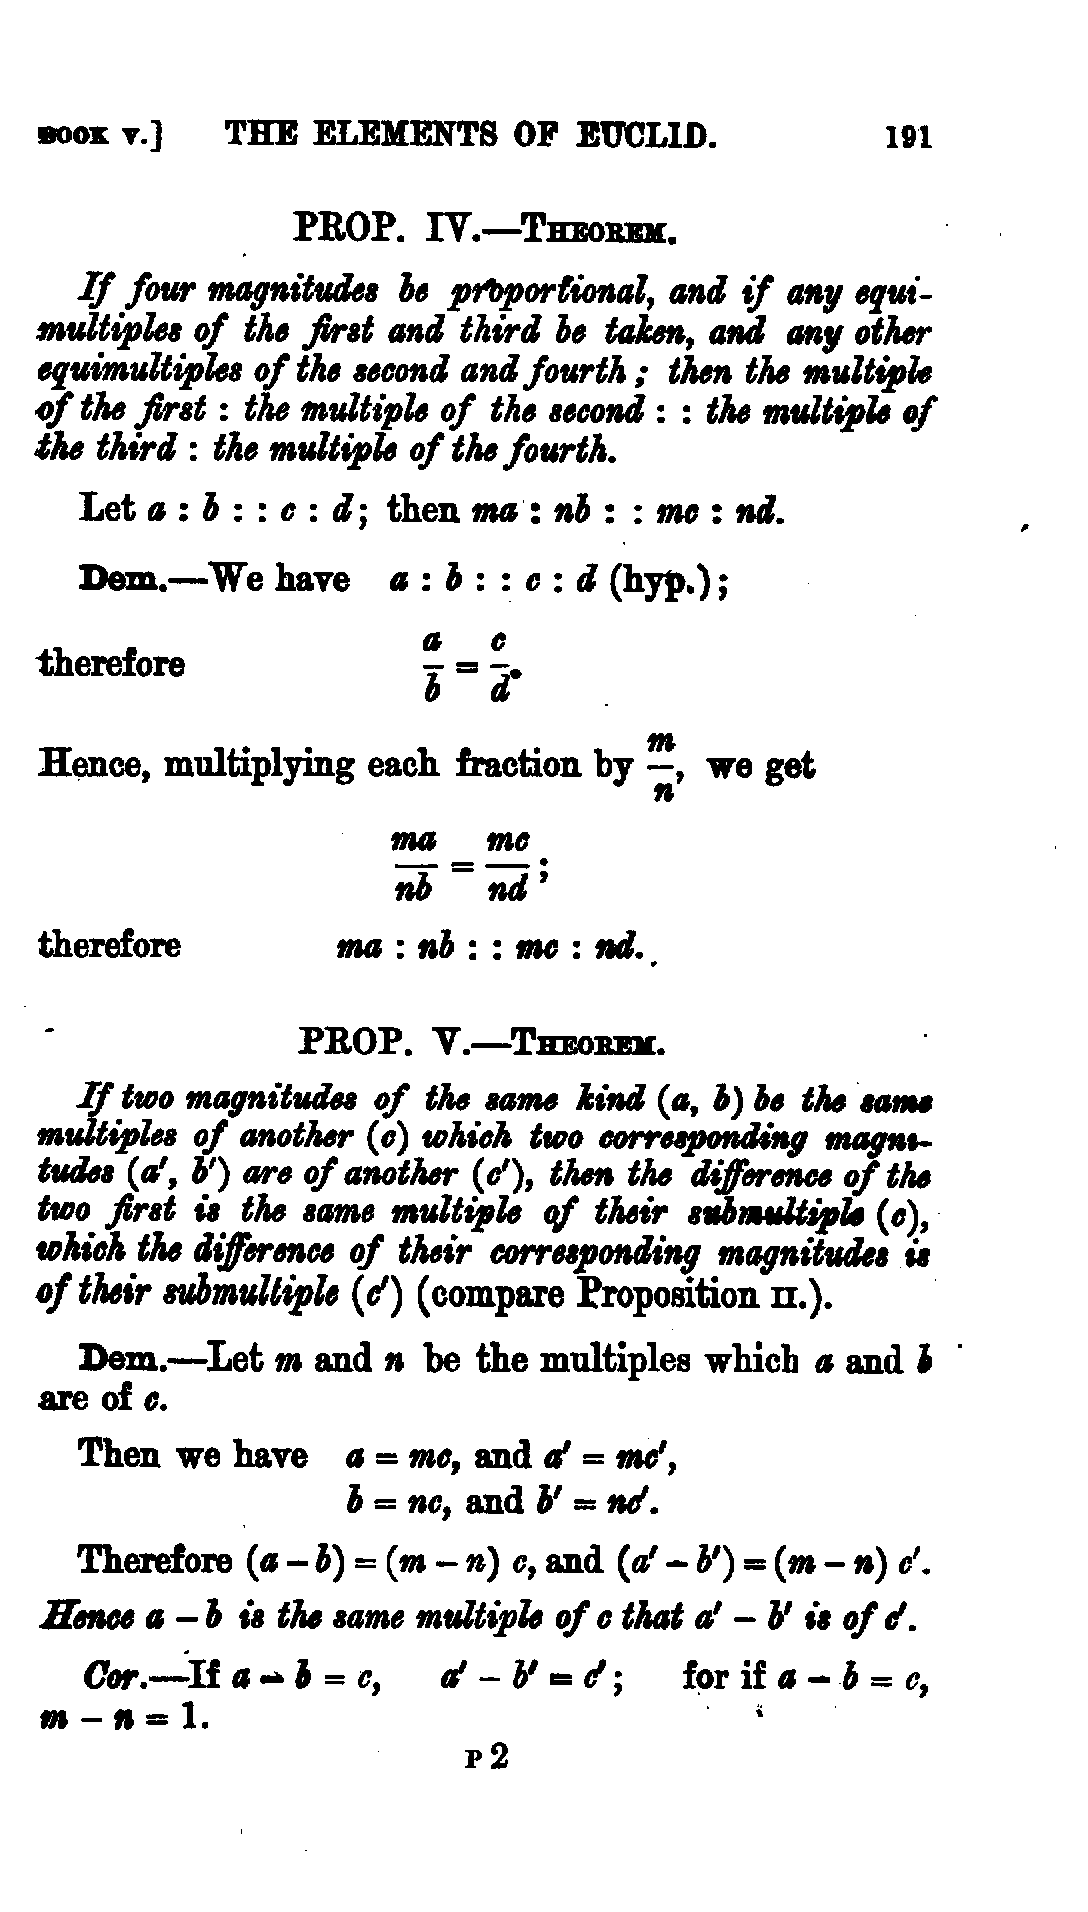 BOOK V.] THE ELEMENTS OF EUCLID. 191
PROP. IV.—Theorem.
If four magnitudes be proportional, and if any equi-
multiples of the first and third be taken, and any other
equimultiples of the second and fourth; then the multiple
of the first : the multiple of the second : : the multiple of
the third : the multiple of the fourth.
Let a : b : : c : d; then ma : nb : : mc : nd.
Dem.—We have a : b : : c : d (hyp.);
therefore a/b = c/d.
Hence, multiplying each fraction by m/n, we get
ma/nb = mc/nd;
therefore ma : nb : : mc : nd.
PROP. V.—Theorem.
If two magnitudes of the same kind (a, b) be the same
multiples of another (c) which two corresponding magni-
tudes (a′, b′) are of another (c′), then the difference of the
two first is the same multiple of their submultiple (c),
which the difference of their corresponding magnitudes is
of their submultiple (c′) (compare Proposition II.).
Dem.—Let m and n be the multiples which a and b
are of c.
Then we have a = mc, and a′ = mc′,
b = nc, and b′ = nc′.
Therefore (a – b) = (m – n) c, and (a′ – b′) = (m – n) c′.
Hence a – b is the same multiple of c that a′ – b′ is of c′.
Cor.—If a – b = c, a′ – b′ = c′; for if a – b = c,
m – n = 1.
P 2